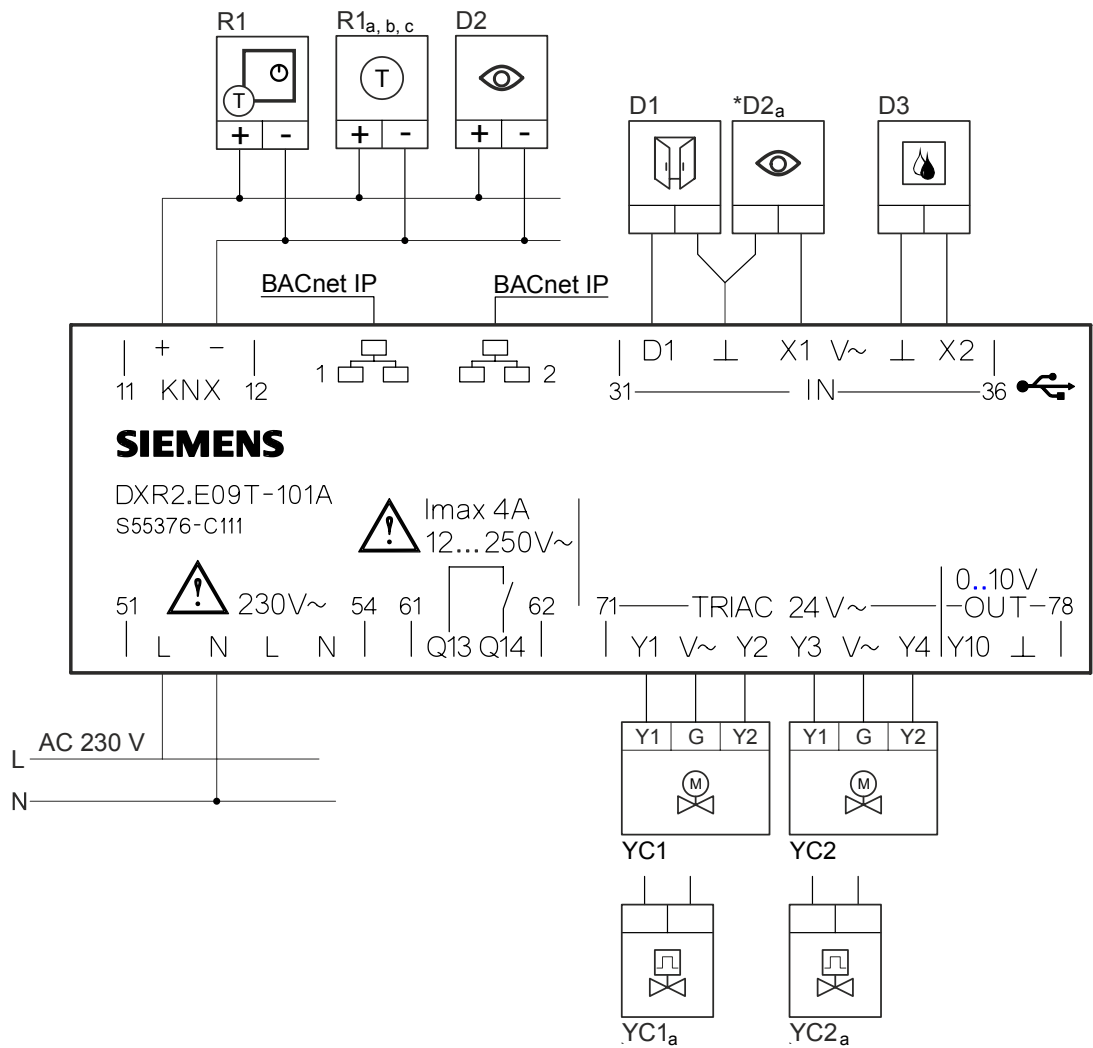 R1 R1a, b, c D2
T T
+ - + - + -
D1 *D2a D3
BACnet IP BACnet IP
+ − D1 ⊥ X1 V~ ⊥ X2
1 2
11 KNX 12 31 IN 36
SIEMENS
DXR2.E09T-101A
S55376-C111
! Imax 4A
12...250V~
0..10V
51 ! 230V~ 54 61 62 71 TRIAC 24V~ OUT 78
L N L N Q13 Q14 Y1 V~ Y2 Y3 V~ Y4 Y10 ⊥
Y1 G Y2 Y1 G Y2
L AC 230 V
N
M M
YC1 YC2
YC1a YC2a